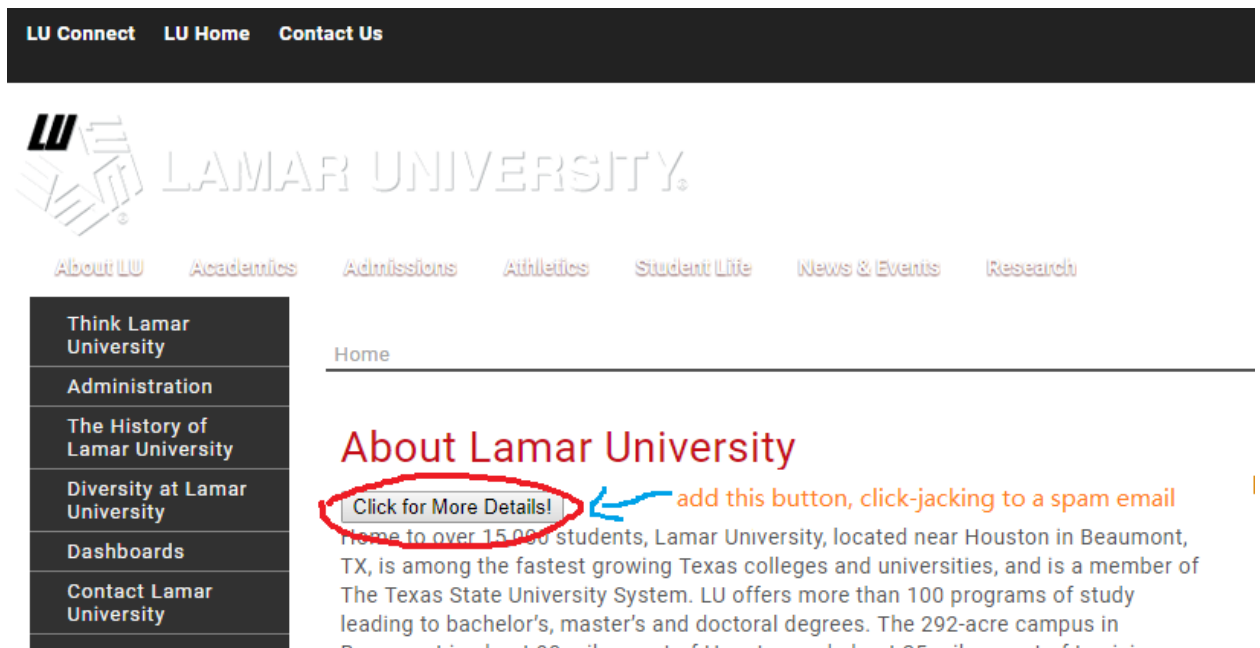 LU Connect LU Home Contact Us
LU
LAMAR UNIVERSITY®
About LU Academics Admissions Athletics Student Life News & Events Research
Think Lamar
University
Administration
The History of
Lamar University
Diversity at Lamar
University
Dashboards
Contact Lamar
University
Home
About Lamar University
Click for More Details!
add this button, click-jacking to a spam email
Home to over 15,000 students, Lamar University, located near Houston in Beaumont,
TX, is among the fastest growing Texas colleges and universities, and is a member of
The Texas State University System. LU offers more than 100 programs of study
leading to bachelor's, master's and doctoral degrees. The 292-acre campus in